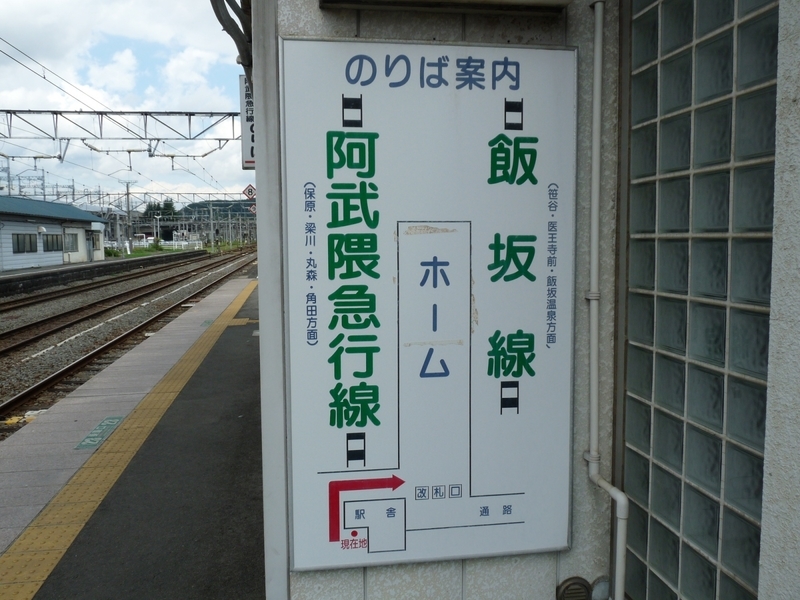 のりば案内
阿武隈急行線
(保原・梁川・丸森・角田方面)
ホーム
飯坂線
(笹谷・医王寺前・飯坂温泉方面)
改札口
駅舎
通路
現在地
8